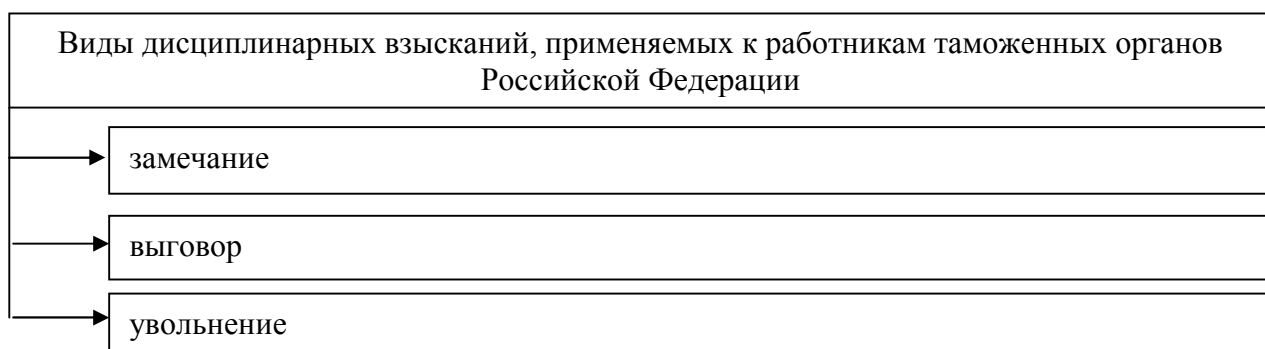 Виды дисциплинарных взысканий, применяемых к работникам таможенных органов
Российской Федерации
замечание
выговор
увольнение